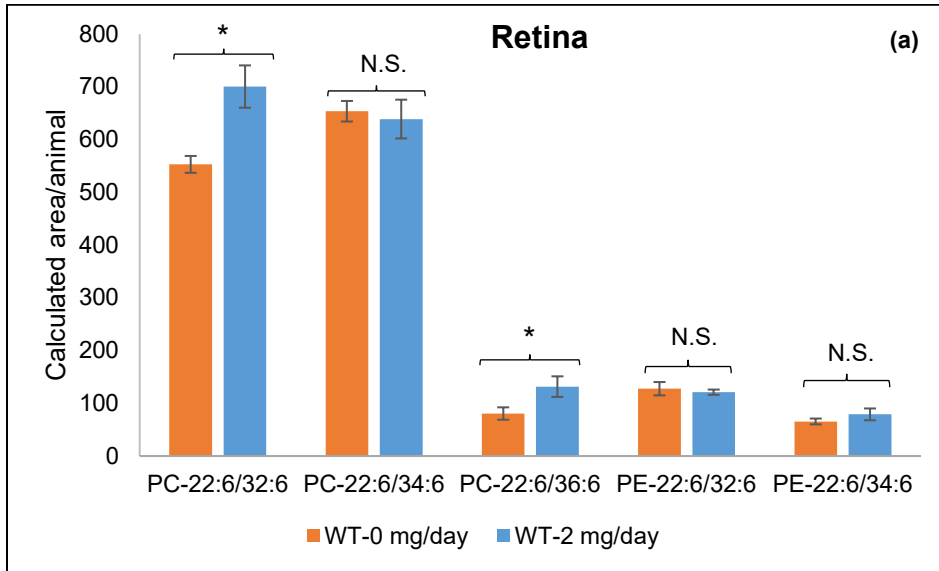 Retina
(a)
Calculated area/animal
800
700
600
500
400
300
200
100
0
*
N.S.
*
N.S.
N.S.
PC-22:6/32:6 PC-22:6/34:6 PC-22:6/36:6 PE-22:6/32:6 PE-22:6/34:6
WT-0 mg/day WT-2 mg/day